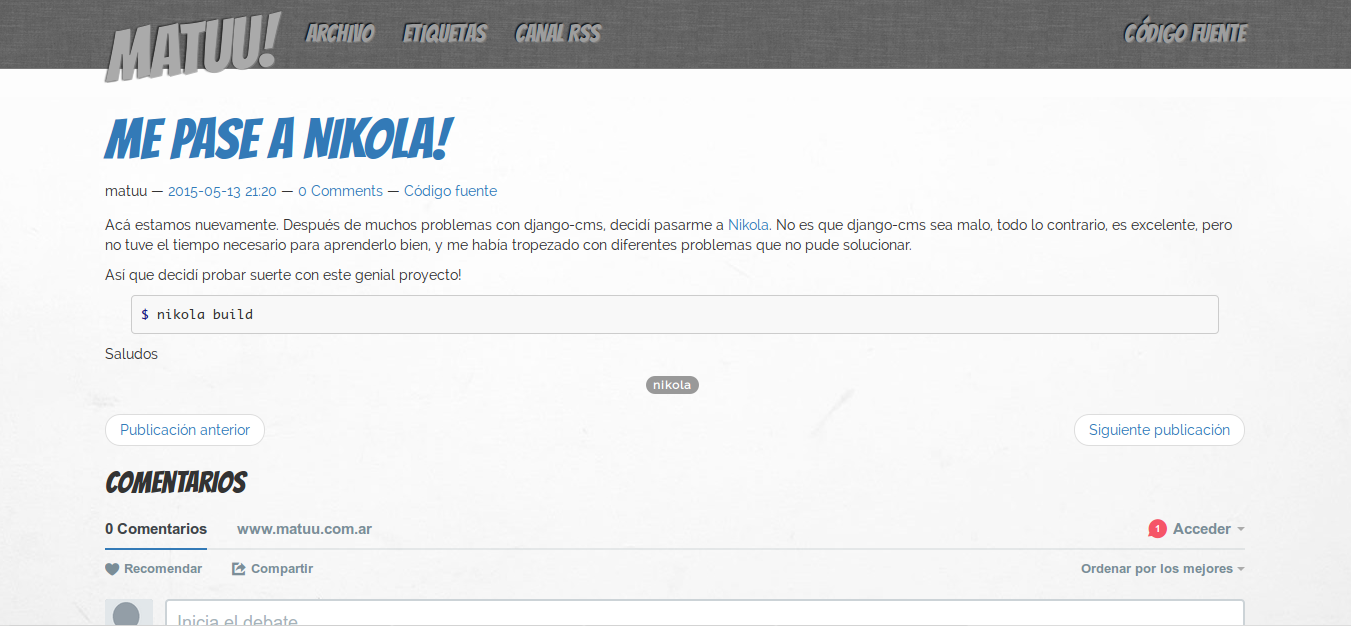 MATUU!
ARCHIVO ETIQUETAS CANAL RSS CÓDIGO FUENTE
ME PASE A NIKOLA!
matuu — 2015-05-13 21:20 — 0 Comments — Código fuente
Acá estamos nuevamente. Después de muchos problemas con django-cms, decidí pasarme a Nikola. No es que django-cms sea malo, todo lo contrario, es excelente, pero
no tuve el tiempo necesario para aprenderlo bien, y me había tropezado con diferentes problemas que no pude solucionar.
Así que decidí probar suerte con este genial proyecto!
$ nikola build
Saludos
nikola
Publicación anterior Siguiente publicación
COMENTARIOS
0 Comentarios www.matuu.com.ar 1 Acceder
Recomendar Compartir Ordenar por los mejores
Inicia el debate